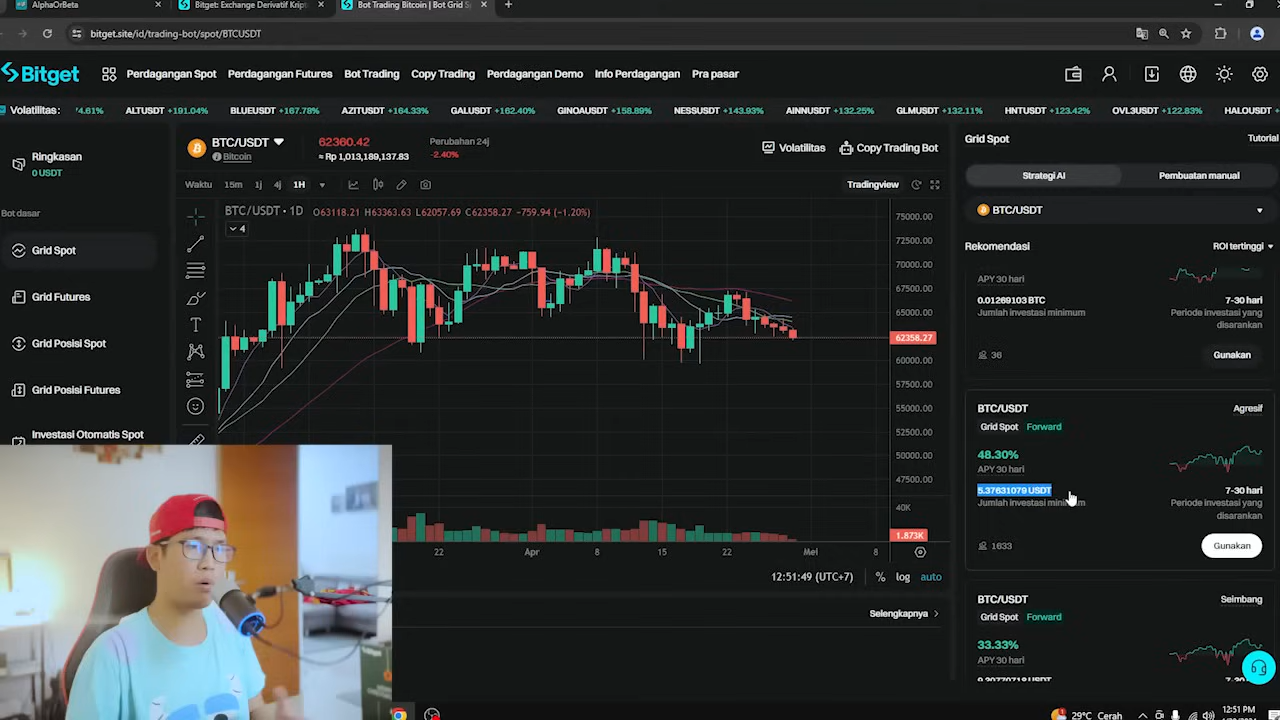 AlphaOrBeta
Bitget: Exchange Derivatif Kript
Bot Trading Bitcoin | Bot Grid S
bitget.site/id/trading-bot/spot/BTCUSDT
Bitget
Perdagangan Spot
Perdagangan Futures
Bot Trading
Copy Trading
Perdagangan Demo
Info Perdagangan
Pra pasar
Volatilitas:
74.61%
ALTUSDT +191.04%
BLUEUSDT +167.78%
AZITUSDT +164.33%
GALUSDT +162.40%
GINOAUSDT +158.89%
NESSUSDT +143.93%
AINNUSDT +132.25%
GLMUSDT +132.11%
HNTUSDT +123.42%
OVL3USDT +122.83%
HALOUSDT +
Ringkasan
0 USDT
Bot dasar
Grid Spot
Grid Futures
Grid Posisi Spot
Grid Posisi Futures
Investasi Otomatis Spot
BTC/USDT
Bitcoin
62360.42
≈ Rp 1,013,189,137.83
Perubahan 24j
-2.40%
Volatilitas
Copy Trading Bot
Waktu
15m
1j
4j
1H
Tradingview
BTC/USDT · 1D O63118.21 H63363.63 L62057.69 C62358.27 -759.94 (-1.20%)
4
75000.00
72500.00
70000.00
67500.00
65000.00
62358.27
60000.00
57500.00
55000.00
52500.00
50000.00
47500.00
40K
1.873K
22
Apr
8
15
22
Mei
8
12:51:49 (UTC+7)
%
log
auto
Selengkapnya
Grid Spot
Tutorial
Strategi AI
Pembuatan manual
BTC/USDT
Rekomendasi
ROI tertinggi
APY 30 hari
0.01269103 BTC
7-30 hari
Jumlah investasi minimum
Periode investasi yang
disarankan
36
Gunakan
BTC/USDT
Agresif
Grid Spot
Forward
48.30%
APY 30 hari
5.37631079 USDT
7-30 hari
Jumlah investasi minimum
Periode investasi yang
disarankan
1633
Gunakan
BTC/USDT
Seimbang
Grid Spot
Forward
33.33%
APY 30 hari
29°C Cerah
12:51 PM